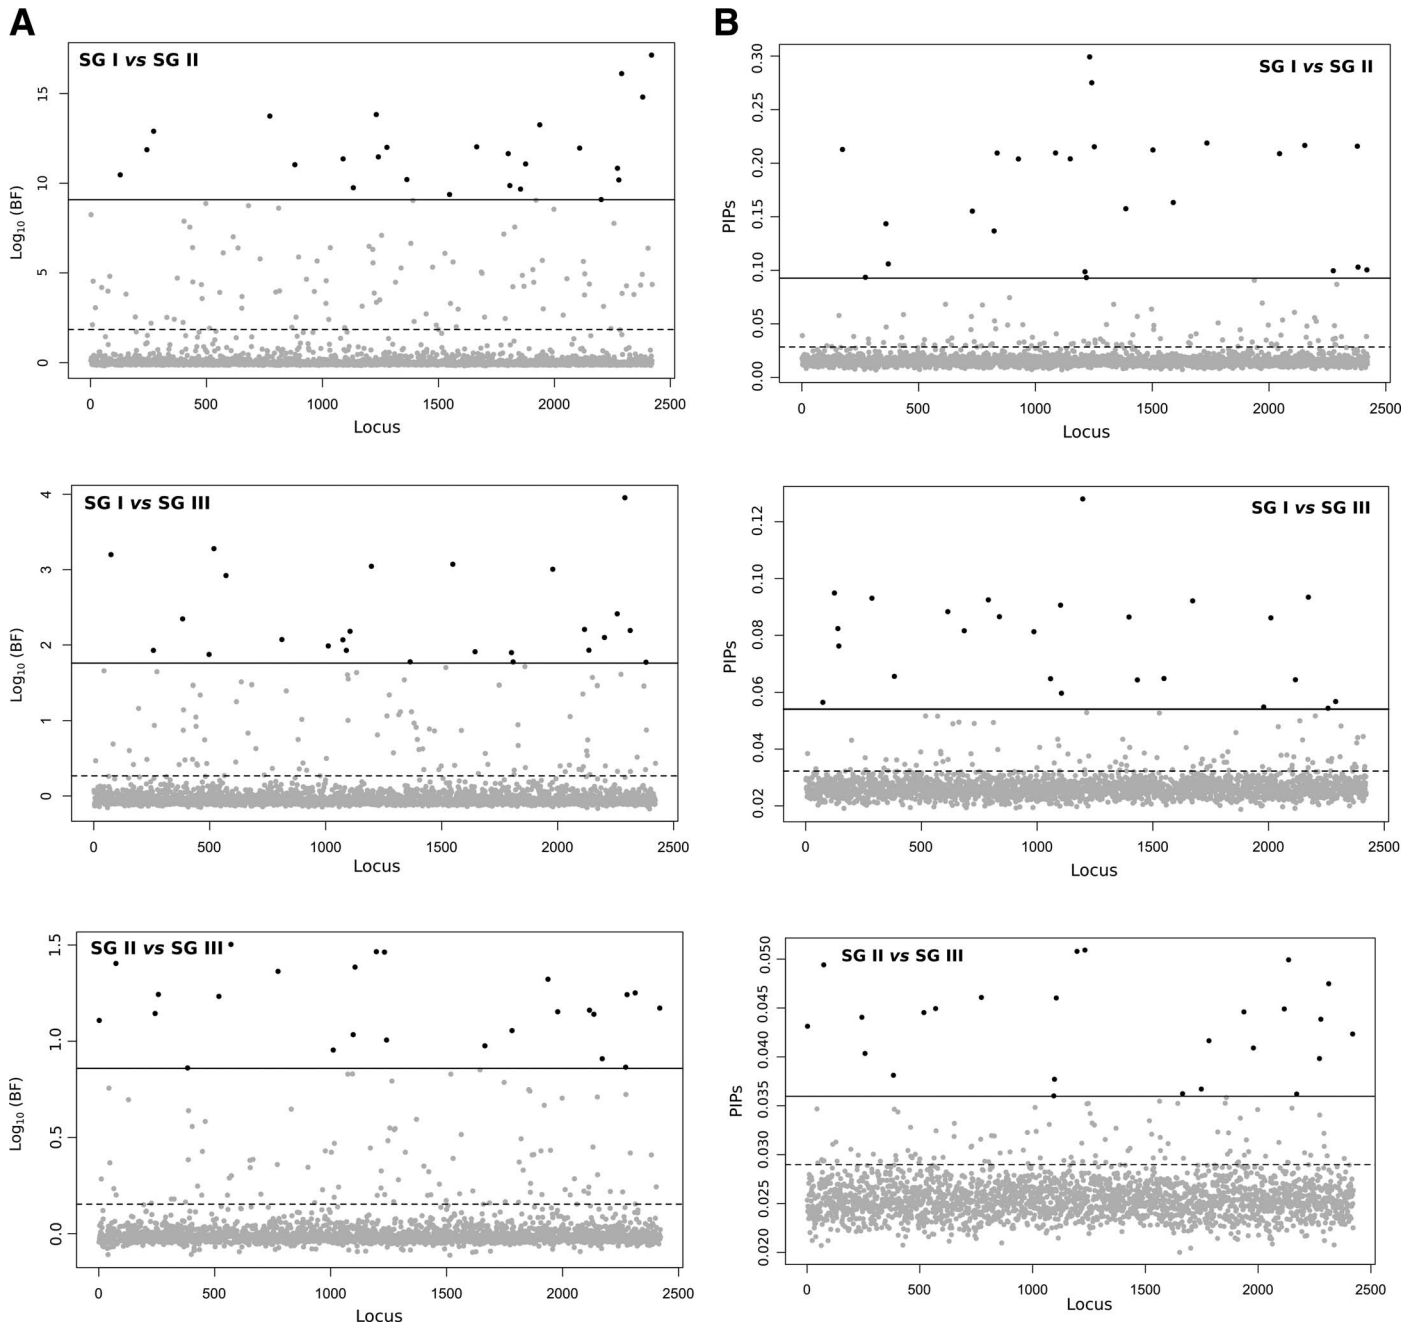 A
B
SG I vs SG II
Log₁₀ (BF)
15
10
5
0
0 500 1000 1500 2000 2500
Locus
SG I vs SG II
PIPs
0.30
0.25
0.20
0.15
0.10
0.05
0.00
0 500 1000 1500 2000 2500
Locus
SG I vs SG III
Log₁₀ (BF)
4
3
2
1
0
0 500 1000 1500 2000 2500
Locus
SG I vs SG III
PIPs
0.12
0.10
0.08
0.06
0.04
0.02
0 500 1000 1500 2000 2500
Locus
SG II vs SG III
Log₁₀ (BF)
1.5
1.0
0.5
0.0
0 500 1000 1500 2000 2500
Locus
SG II vs SG III
PIPs
0.050
0.045
0.040
0.035
0.030
0.025
0.020
0 500 1000 1500 2000 2500
Locus